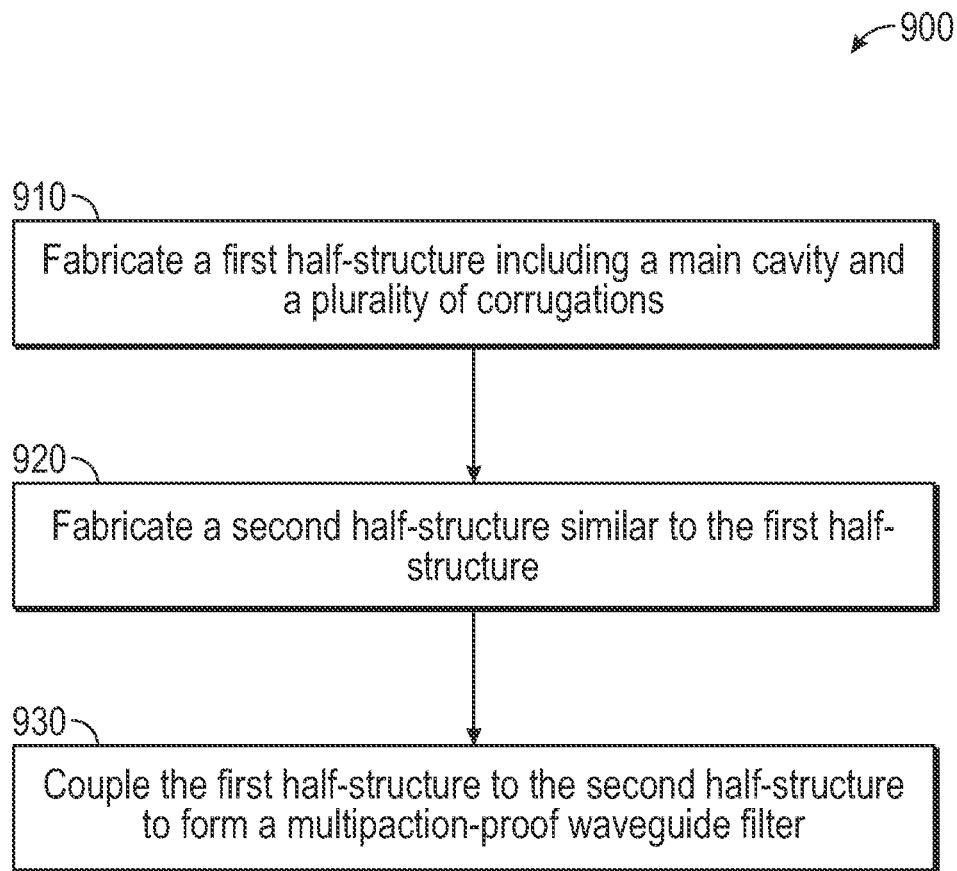 900
910
Fabricate a first half-structure including a main cavity and
a plurality of corrugations
920
Fabricate a second half-structure similar to the first half-
structure
930
Couple the first half-structure to the second half-structure
to form a multipaction-proof waveguide filter